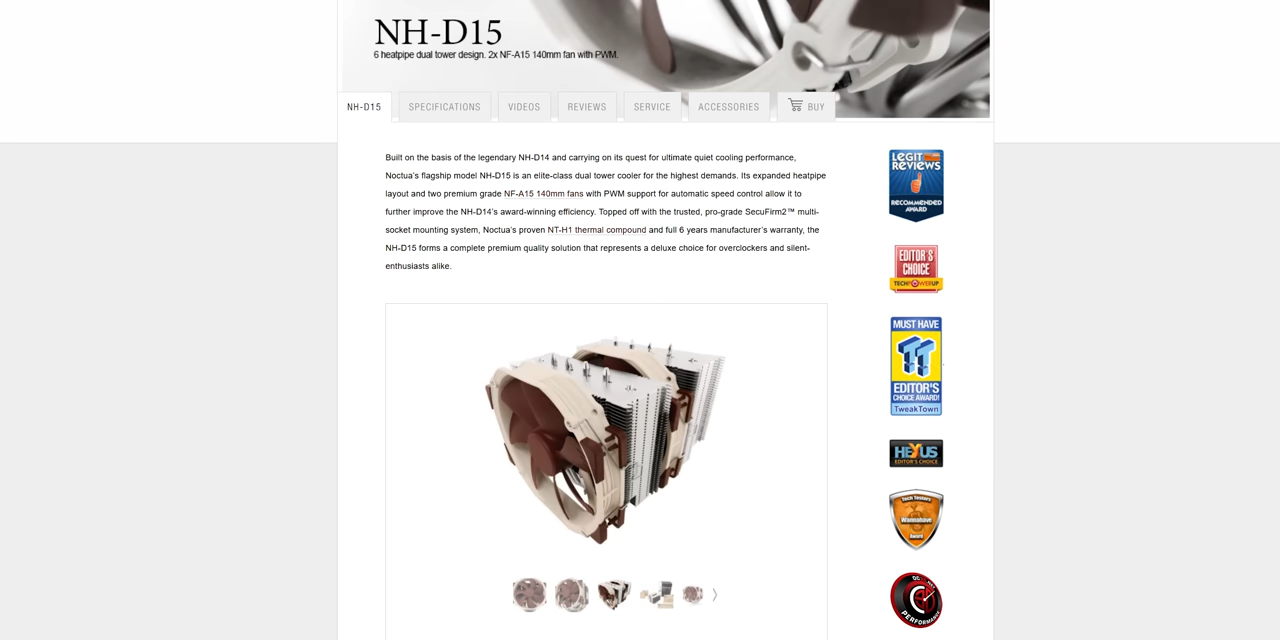 NH-D15
6 heatpipe dual tower design. 2x NF-A15 140mm fan with PWM.
NH-D15
SPECIFICATIONS
VIDEOS
REVIEWS
SERVICE
ACCESSORIES
BUY
Built on the basis of the legendary NH-D14 and carrying on its quest for ultimate quiet cooling performance,
Noctua's flagship model NH-D15 is an elite-class dual tower cooler for the highest demands. Its expanded heatpipe
layout and two premium grade NF-A15 140mm fans with PWM support for automatic speed control allow it to
further improve the NH-D14's award-winning efficiency. Topped off with the trusted, pro-grade SecuFirm2™ multi-
socket mounting system, Noctua's proven NT-H1 thermal compound and full 6 years manufacturer's warranty, the
NH-D15 forms a complete premium quality solution that represents a deluxe choice for overclockers and silent-
enthusiasts alike.
LEGIT
REVIEWS
RECOMMENDED
AWARD
EDITOR'S
CHOICE
TECHPOWERUP
MUST HAVE
TT
EDITOR'S
CHOICE AWARD!
TweakTown
HEXUS
EDITOR'S CHOICE
Tech Testers
Wannahave
Award
OC
PERFORMANCE